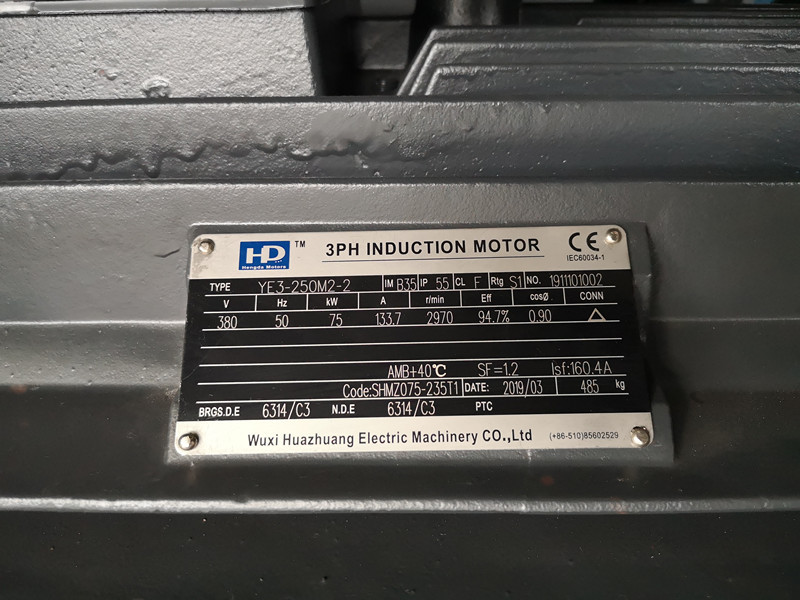 HD TM 3PH INDUCTION MOTOR CE
Hengda Motors IEC60034-1
TYPE YE3-250M2-2 IM B35 IP 55 CL F Rtg S1 NO. 1911101002
V Hz kW A r/min Eff cosØ CONN
380 50 75 133.7 2970 94.7% 0.90 △
AMB+40℃ SF=1.2 Isf:160.4A
Code:SHMZ075-235T1 DATE: 2019/03 485 kg
BRGS.D.E 6314/C3 N.D.E 6314/C3 PTC
Wuxi Huazhuang Electric Machinery CO.,Ltd (+86-510)85602529